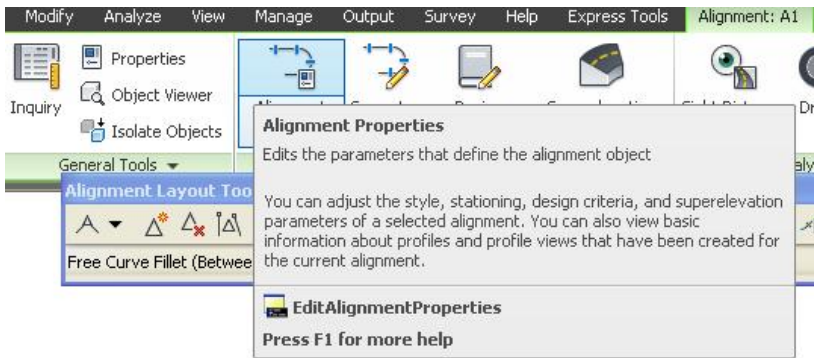 Modify Analyze View Manage Output Survey Help Express Tools Alignment: A1
Properties
Object Viewer
Inquiry
Isolate Objects
General Tools
Alignment Layout Too
Free Curve Fillet (Betwee
Alignment Properties
Edits the parameters that define the alignment object
You can adjust the style, stationing, design criteria, and superelevation
parameters of a selected alignment. You can also view basic
information about profiles and profile views that have been created for
the current alignment.
EditAlignmentProperties
Press F1 for more help